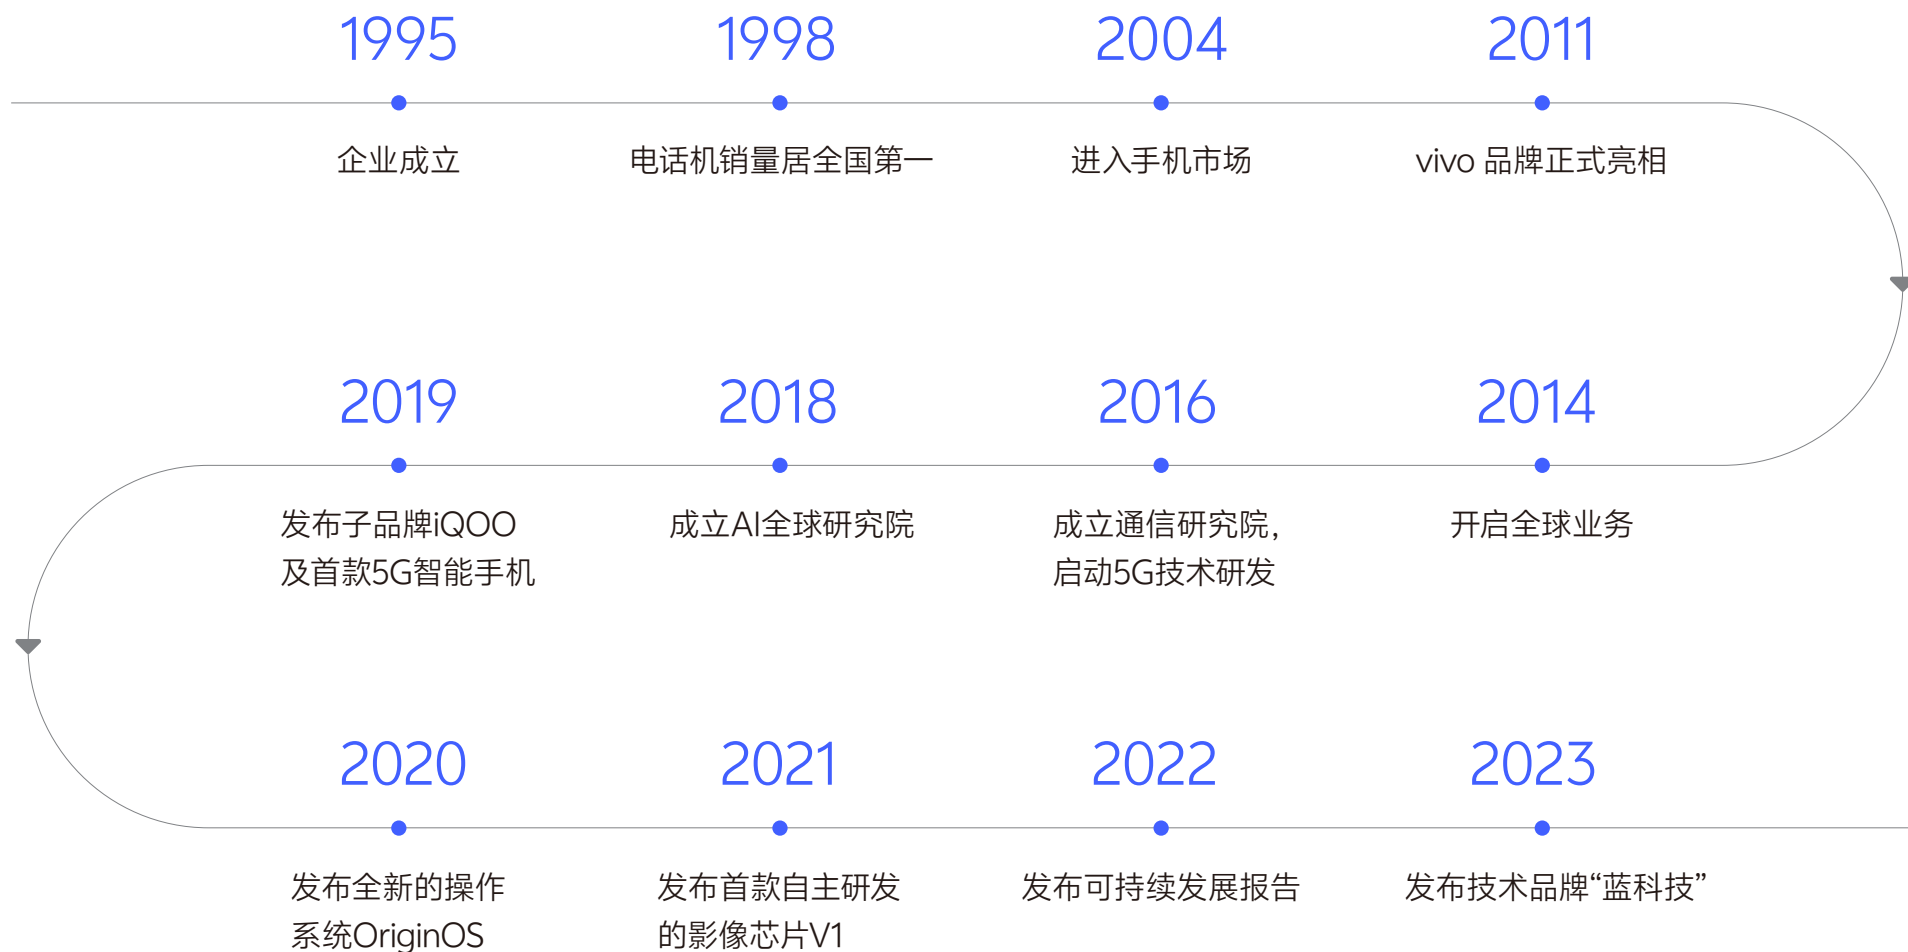 1995
企业成立
1998
电话机销量居全国第一
2004
进入手机市场
2011
vivo 品牌正式亮相
2014
开启全球业务
2016
成立通信研究院，
启动5G技术研发
2018
成立AI全球研究院
2019
发布子品牌iQOO
及首款5G智能手机
2020
发布全新的操作
系统OriginOS
2021
发布首款自主研发
的影像芯片V1
2022
发布可持续发展报告
2023
发布技术品牌“蓝科技”